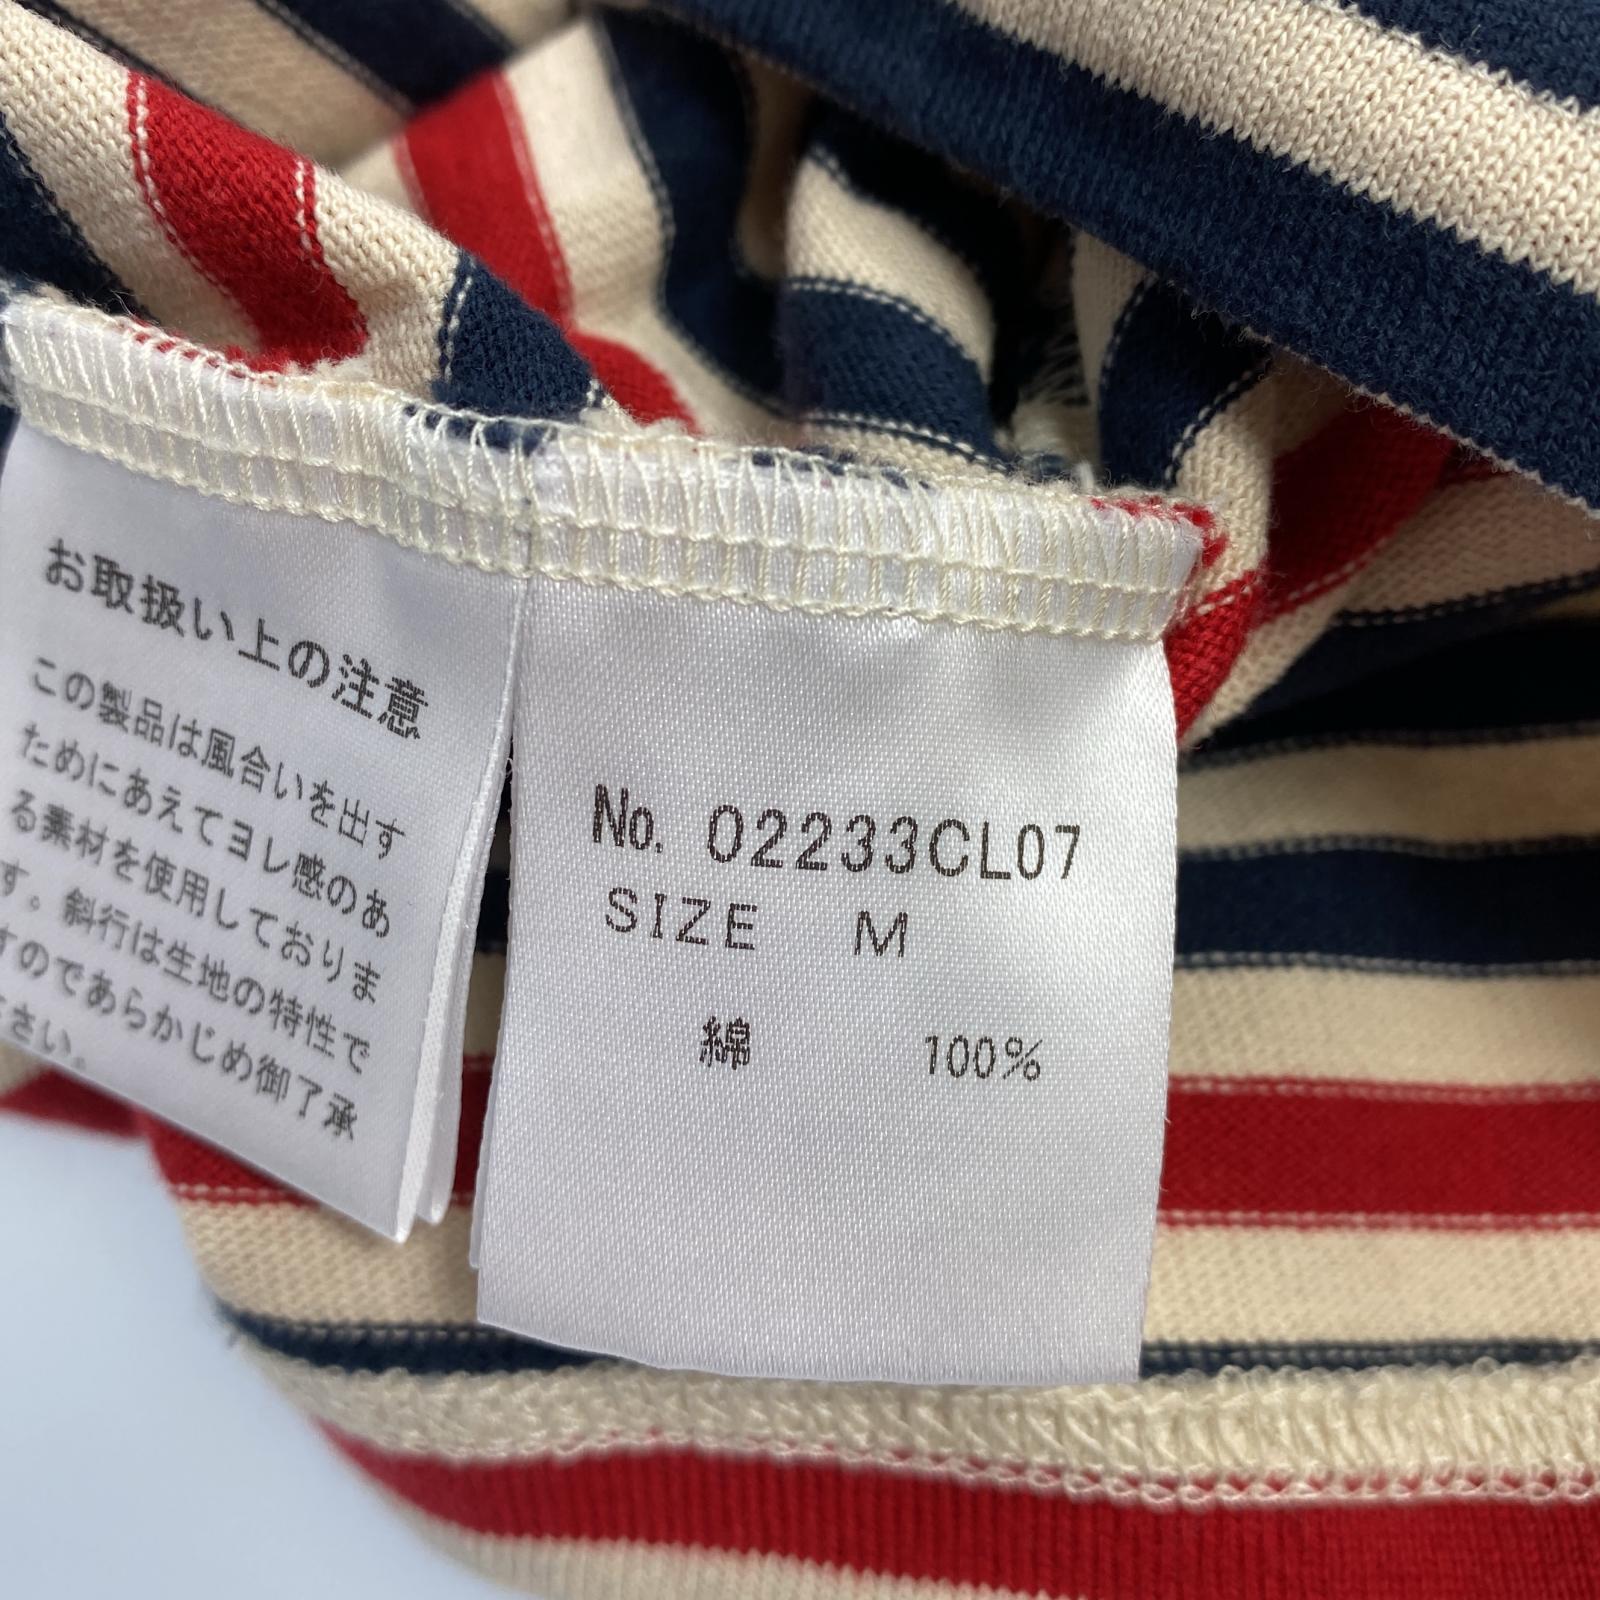 お取扱い上の注意
この製品は風合いを出す
ためにあえてヨレ感のあ
る素材を使用しておりま
す。斜行は生地の特性で
すのであらかじめ御了承
さい。
No. 02233CL07
SIZE M
綿 100%